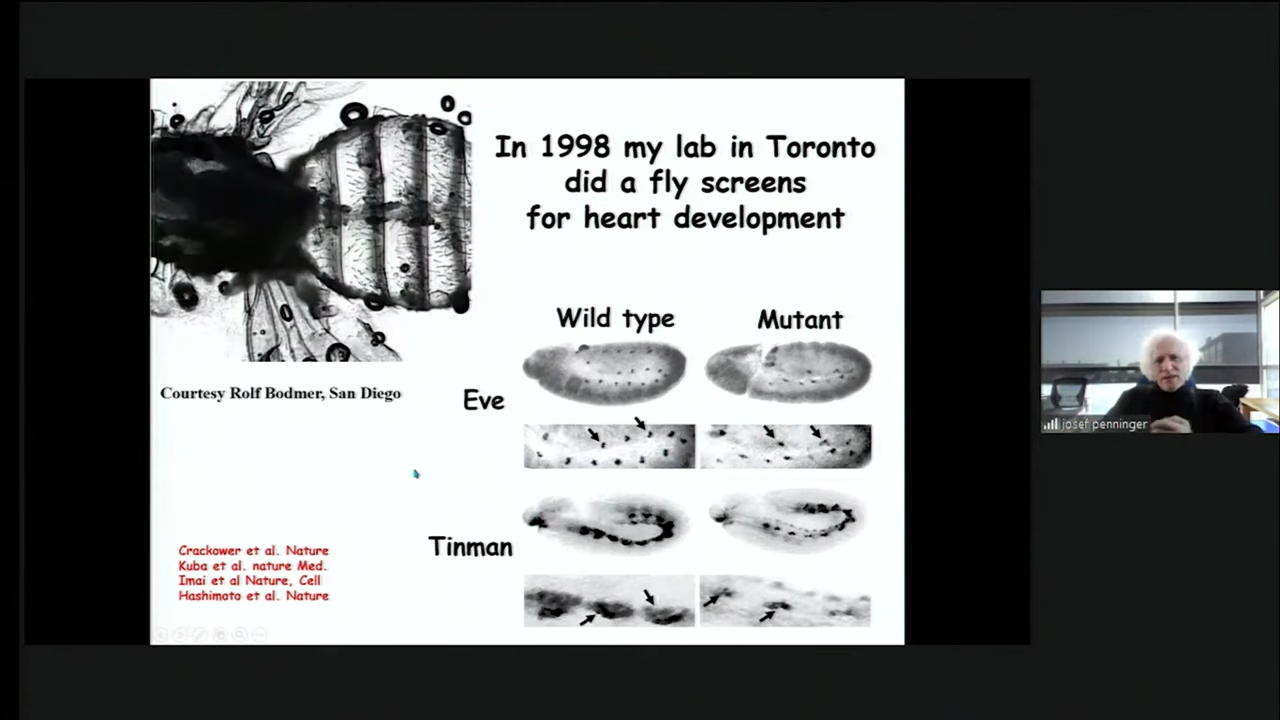 In 1998 my lab in Toronto
did a fly screens
for heart development
Wild type
Mutant
Courtesy Rolf Bodmer, San Diego
Eve
Tinman
Crackower et al. Nature
Kuba et al. nature Med.
Imai et al Nature, Cell
Hashimoto et al. Nature
josef penninger